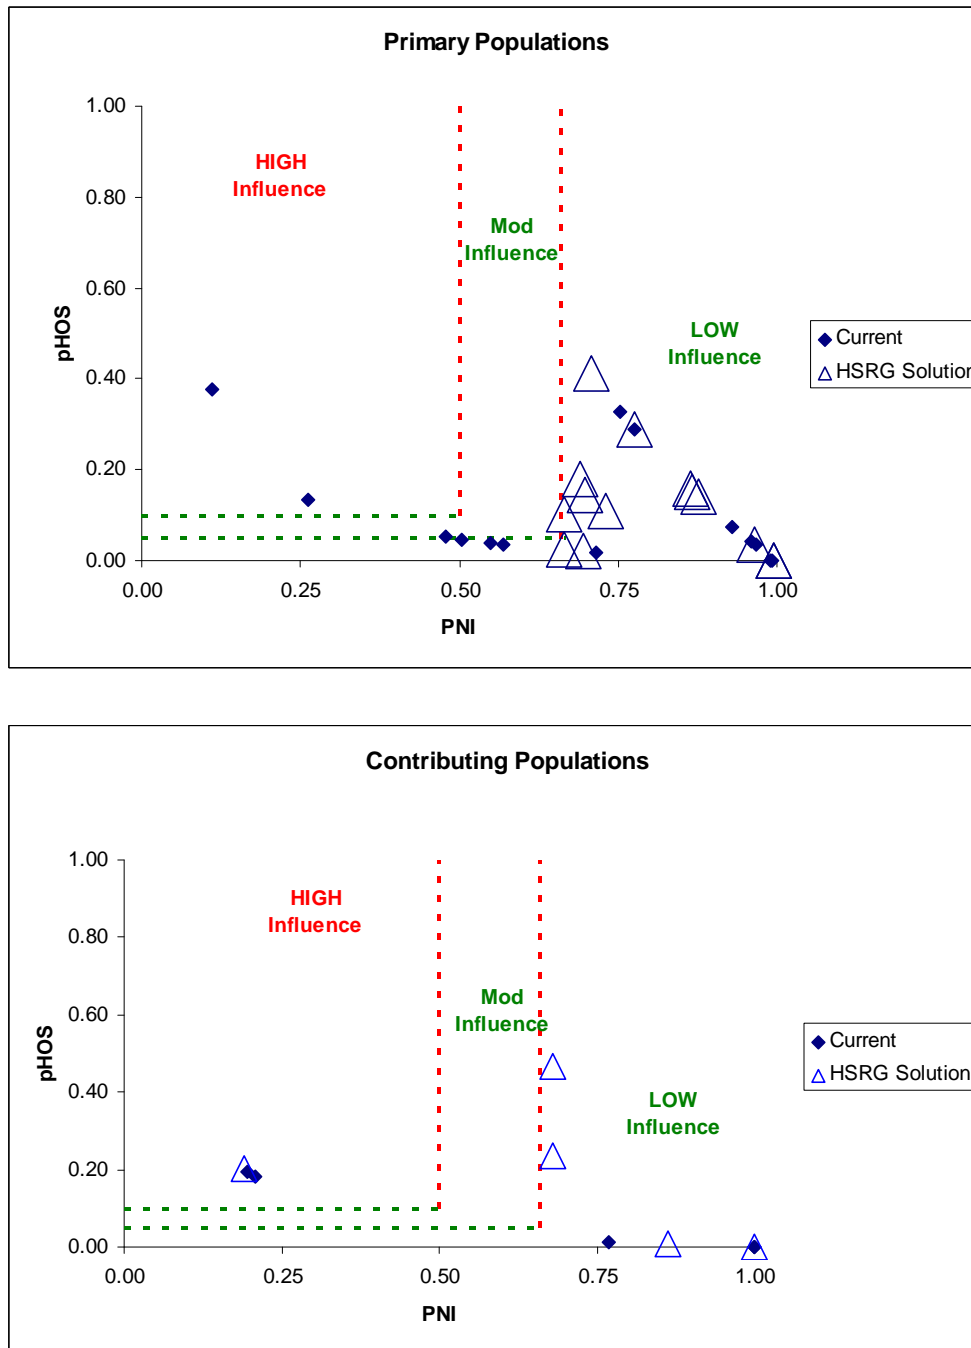 Primary Populations
1.00
0.80
0.60
0.40
0.20
0.00
pHOS
HIGH
Influence
Mod
Influence
LOW
Influence
Current
HSRG Solution
0.00 0.25 0.50 0.75 1.00
PNI
Contributing Populations
1.00
0.80
0.60
0.40
0.20
0.00
pHOS
HIGH
Influence
Mod
Influence
LOW
Influence
Current
HSRG Solution
0.00 0.25 0.50 0.75 1.00
PNI